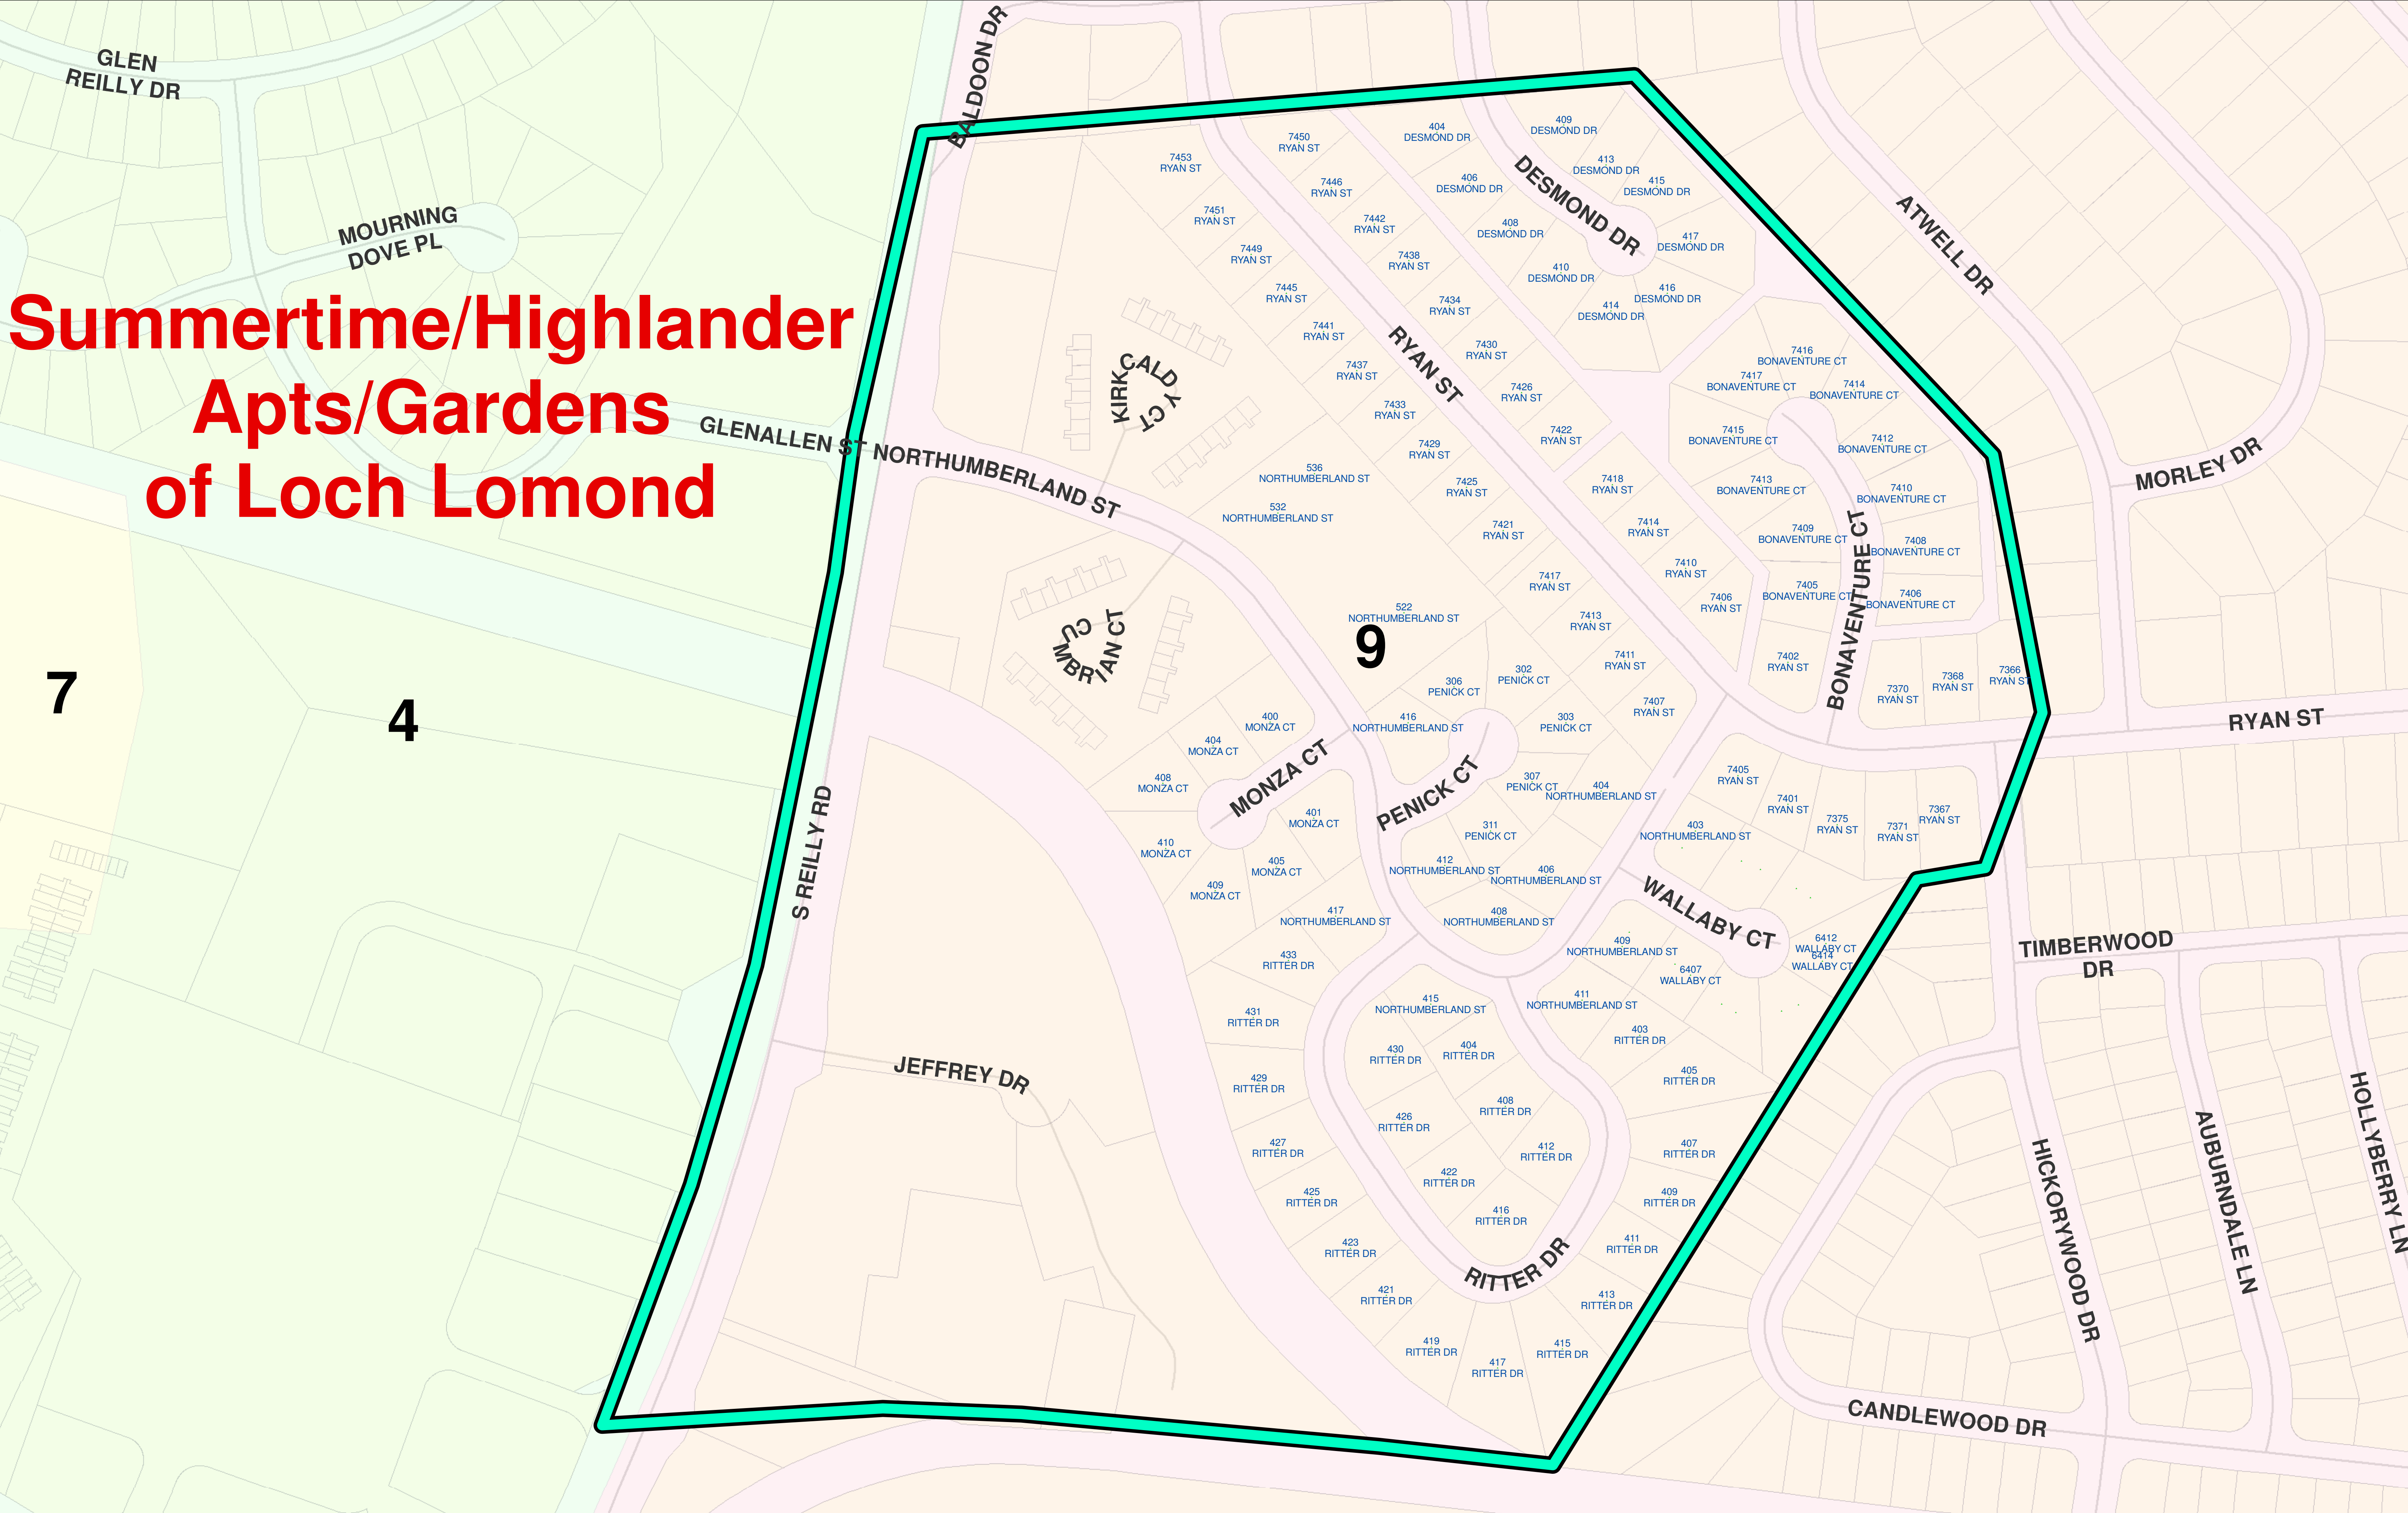 GLEN
REILLY DR
MOURNING
DOVE PL
BALDOON DR
Summertime/Highlander
Apts/Gardens
of Loch Lomond
GLENALLEN ST
NORTHUMBERLAND ST
7
4
9
S REILLY RD
JEFFREY DR
KIRKCALDY CT
CUMBRIAN CT
MONZA CT
PENICK CT
RYAN ST
DESMOND DR
BONAVENTURE CT
WALLABY CT
RITTER DR
ATWELL DR
MORLEY DR
RYAN ST
TIMBERWOOD
DR
HICKORYWOOD DR
AUBURNDALE LN
HOLLYBERRY LN
CANDLEWOOD DR
7453
RYAN ST
7450
RYAN ST
7451
RYAN ST
7446
RYAN ST
7449
RYAN ST
7442
RYAN ST
7445
RYAN ST
7438
RYAN ST
7441
RYAN ST
7434
RYAN ST
7437
RYAN ST
7430
RYAN ST
7433
RYAN ST
7426
RYAN ST
7429
RYAN ST
7422
RYAN ST
7425
RYAN ST
7418
RYAN ST
7421
RYAN ST
7414
RYAN ST
7417
RYAN ST
7410
RYAN ST
7413
RYAN ST
7406
RYAN ST
7411
RYAN ST
7402
RYAN ST
7407
RYAN ST
7370
RYAN ST
7368
RYAN ST
7366
RYAN ST
7405
RYAN ST
7401
RYAN ST
7375
RYAN ST
7371
RYAN ST
7367
RYAN ST
404
DESMOND DR
409
DESMOND DR
406
DESMOND DR
413
DESMOND DR
415
DESMOND DR
408
DESMOND DR
417
DESMOND DR
410
DESMOND DR
416
DESMOND DR
414
DESMOND DR
7416
BONAVENTURE CT
7417
BONAVENTURE CT
7414
BONAVENTURE CT
7415
BONAVENTURE CT
7412
BONAVENTURE CT
7413
BONAVENTURE CT
7410
BONAVENTURE CT
7409
BONAVENTURE CT
7408
BONAVENTURE CT
7405
BONAVENTURE CT
7406
BONAVENTURE CT
536
NORTHUMBERLAND ST
532
NORTHUMBERLAND ST
522
NORTHUMBERLAND ST
416
NORTHUMBERLAND ST
302
PENICK CT
306
PENICK CT
303
PENICK CT
307
PENICK CT
311
PENICK CT
404
NORTHUMBERLAND ST
403
NORTHUMBERLAND ST
412
NORTHUMBERLAND ST
406
NORTHUMBERLAND ST
408
NORTHUMBERLAND ST
417
NORTHUMBERLAND ST
409
NORTHUMBERLAND ST
411
NORTHUMBERLAND ST
415
NORTHUMBERLAND ST
400
MONZA CT
404
MONZA CT
408
MONZA CT
401
MONZA CT
410
MONZA CT
405
MONZA CT
409
MONZA CT
6412
WALLABY CT
6414
WALLABY CT
6407
WALLABY CT
433
RITTER DR
431
RITTER DR
430
RITTER DR
404
RITTER DR
403
RITTER DR
429
RITTER DR
405
RITTER DR
408
RITTER DR
426
RITTER DR
427
RITTER DR
412
RITTER DR
407
RITTER DR
422
RITTER DR
425
RITTER DR
409
RITTER DR
416
RITTER DR
423
RITTER DR
411
RITTER DR
421
RITTER DR
413
RITTER DR
419
RITTER DR
415
RITTER DR
417
RITTER DR